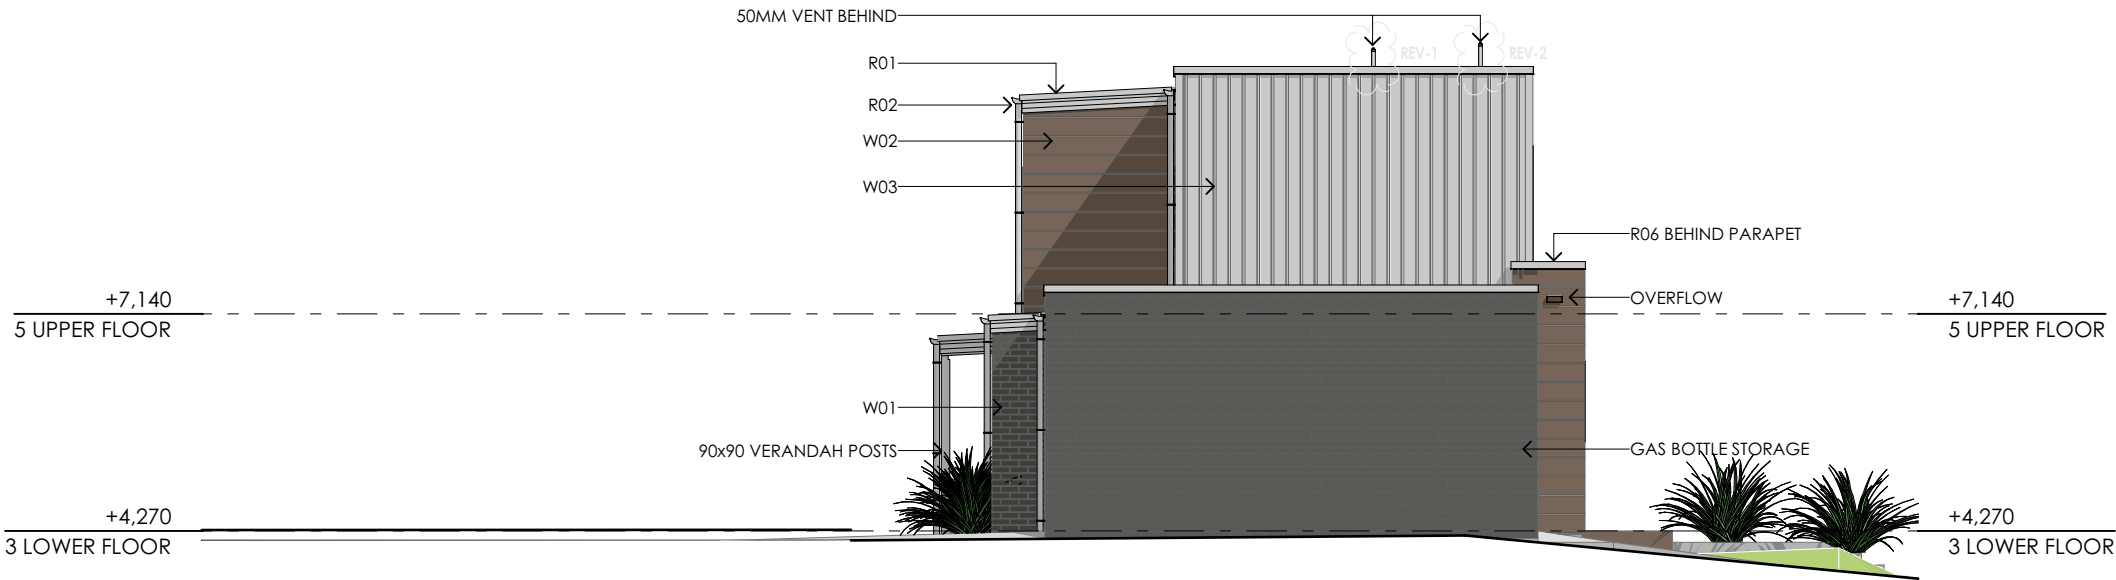 50MM VENT BEHIND
REV-1
REV-2
R01
R02
W02
W03
R06 BEHIND PARAPET
+7,140
5 UPPER FLOOR
OVERFLOW
+7,140
5 UPPER FLOOR
W01
90x90 VERANDAH POSTS
GAS BOTTLE STORAGE
+4,270
3 LOWER FLOOR
+4,270
3 LOWER FLOOR